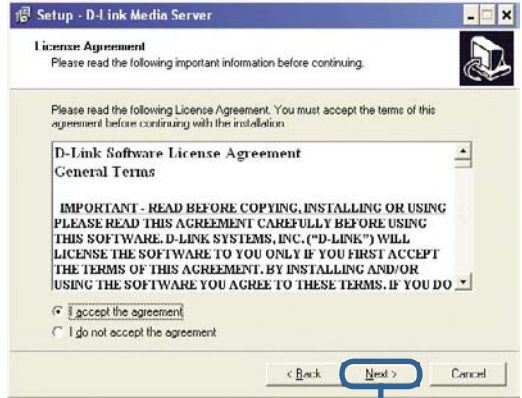 Setup - D-Link Media Server
License Agreement
Please read the following important information before continuing.
Please read the following License Agreement. You must accept the terms of this
agreement before continuing with the installation.
D-Link Software License Agreement
General Terms
IMPORTANT - READ BEFORE COPYING, INSTALLING OR USING
PLEASE READ THIS AGREEMENT CAREFULLY BEFORE USING
THIS SOFTWARE. D-LINK SYSTEMS, INC. ("D-LINK") WILL
LICENSE THE SOFTWARE TO YOU ONLY IF YOU FIRST ACCEPT
THE TERMS OF THIS AGREEMENT. BY INSTALLING AND/OR
USING THE SOFTWARE YOU AGREE TO THESE TERMS. IF YOU DO
I accept the agreement
I do not accept the agreement
< Back Next > Cancel